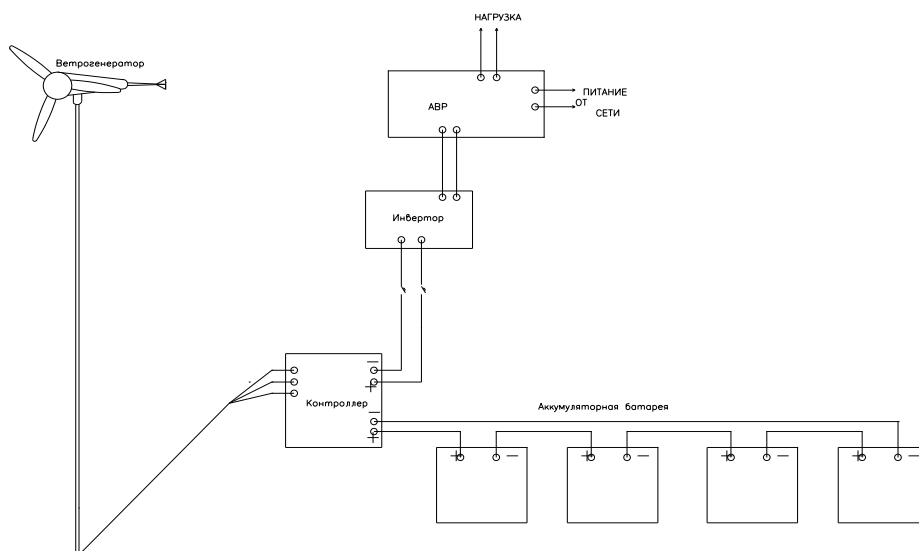 НАГРУЗКА
Ветрогенератор
ПИТАНИЕ
ОТ
СЕТИ
АВР
Инвертор
−
+
Контроллер
−
+
Аккумуляторная батарея
+ − + − + − + −